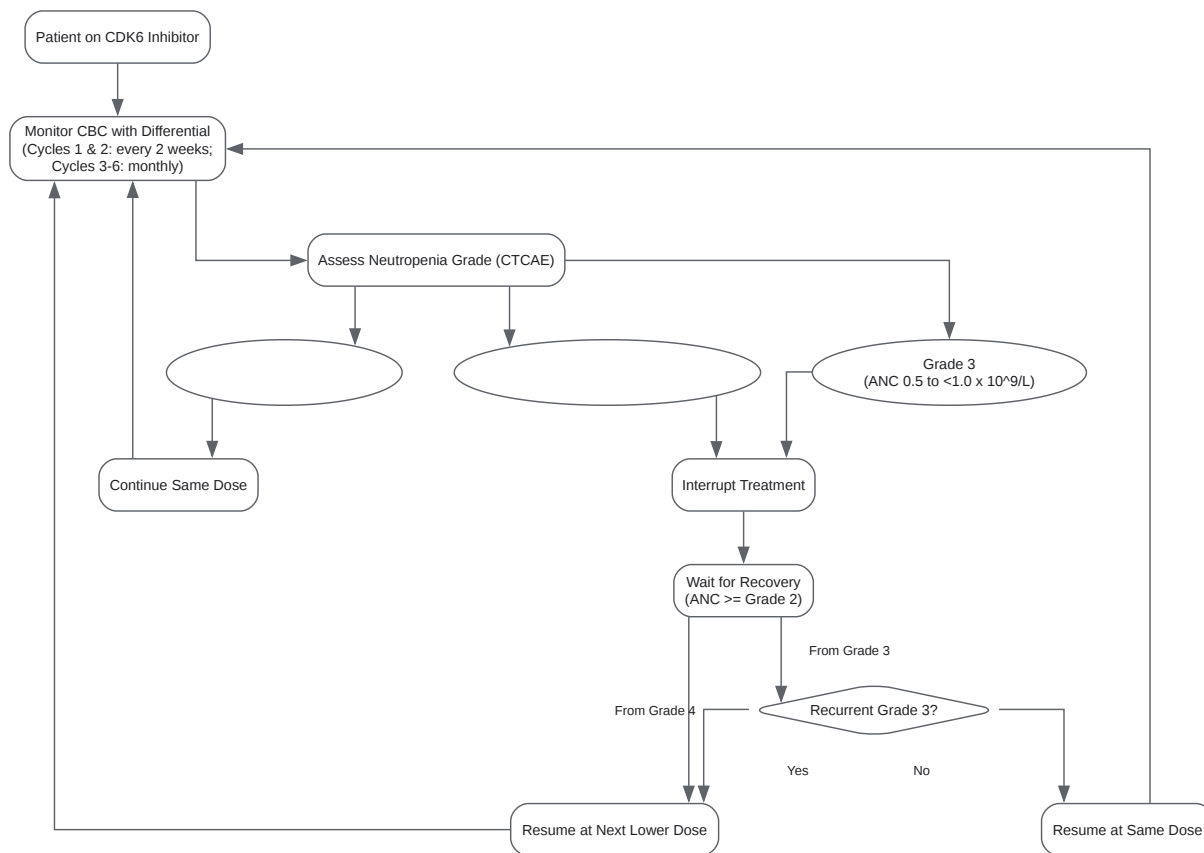 Patient on CDK6 Inhibitor
Monitor CBC with Differential
(Cycles 1 & 2: every 2 weeks;
Cycles 3-6: monthly)
Assess Neutropenia Grade (CTCAE)
Grade 3
(ANC 0.5 to <1.0 x 10^9/L)
Continue Same Dose
Interrupt Treatment
Wait for Recovery
(ANC >= Grade 2)
From Grade 3
From Grade 4
Recurrent Grade 3?
Yes
No
Resume at Next Lower Dose
Resume at Same Dose